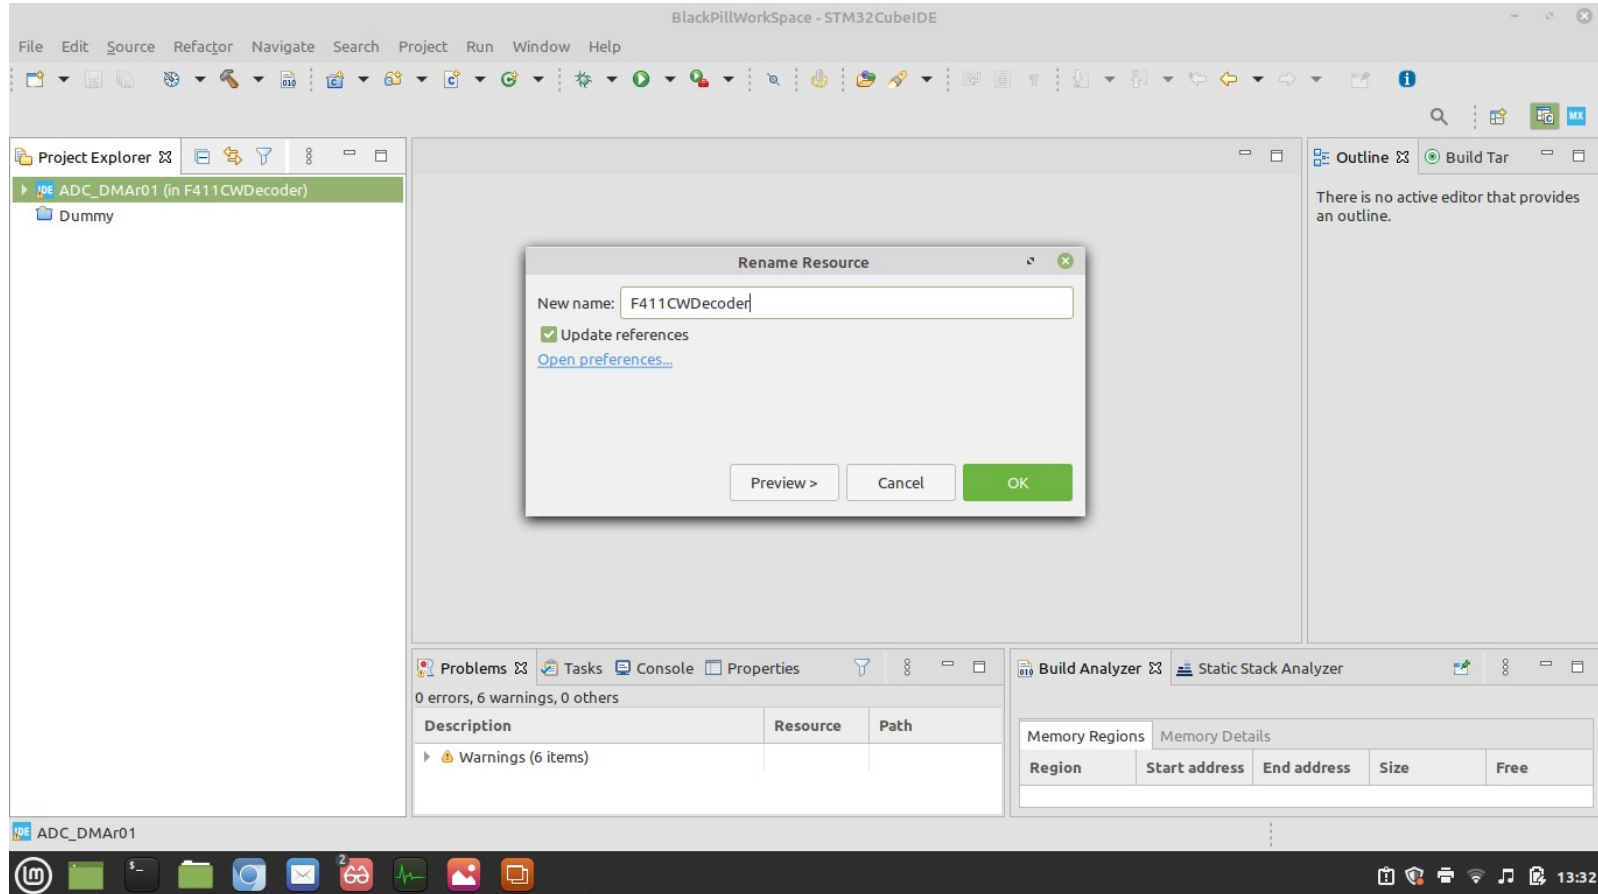 BlackPillWorkSpace - STM32CubeIDE
File Edit Source Refactor Navigate Search Project Run Window Help
MX
Project Explorer
Outline
Build Tar
IDE ADC_DMAr01 (in F411CWDecoder)
Dummy
There is no active editor that provides
an outline.
Rename Resource
New name: F411CWDecoder
Update references
Open preferences...
Preview >
Cancel
OK
Problems
Tasks
Console
Properties
Build Analyzer
Static Stack Analyzer
0 errors, 6 warnings, 0 others
Description Resource Path
Warnings (6 items)
Memory Regions Memory Details
Region Start address End address Size Free
IDE ADC_DMAr01
$_
2
13:32